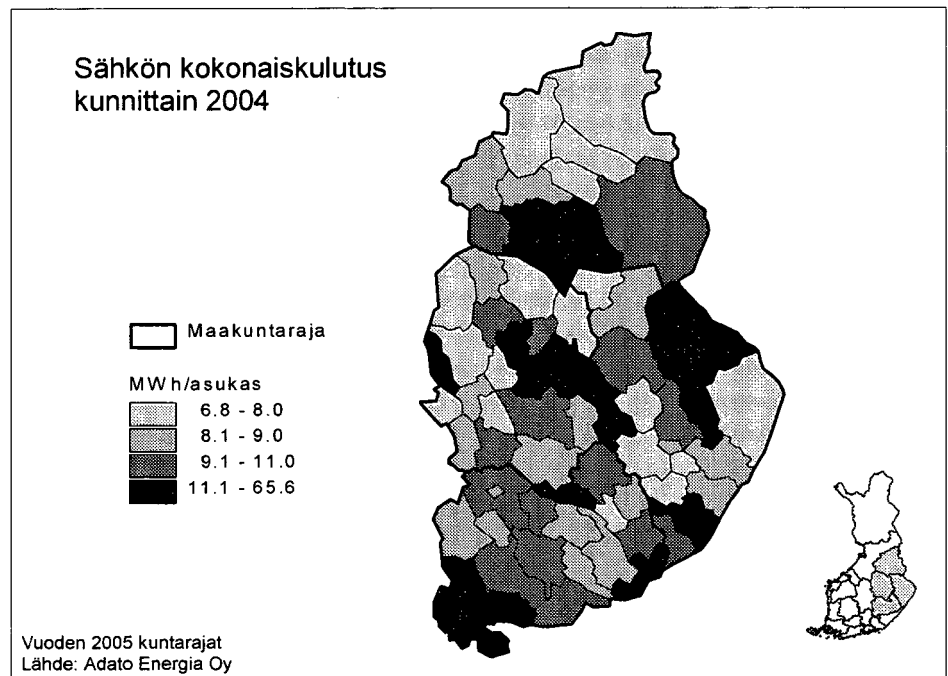 Sähkön kokonaiskulutus
kunnittain 2004
Maakuntaraja
MWh/asukas
6.8 - 8.0
8.1 - 9.0
9.1 - 11.0
11.1 - 65.6
Vuoden 2005 kuntarajat
Lähde: Adato Energia Oy